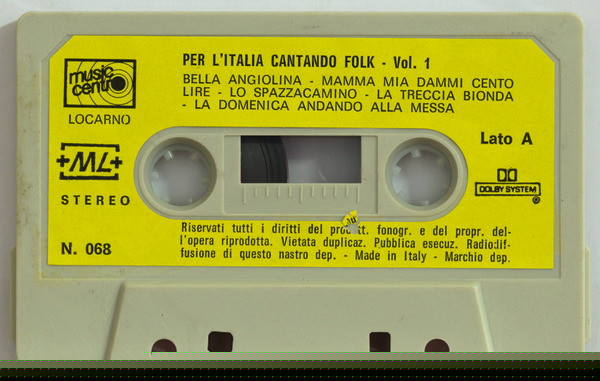 music
centro
LOCARNO
+ML+
STEREO
N. 068
PER L'ITALIA CANTANDO FOLK - Vol. 1
BELLA ANGIOLINA - MAMMA MIA DAMMI CENTO
LIRE - LO SPAZZACAMINO - LA TRECCIA BIONDA
- LA DOMENICA ANDANDO ALLA MESSA
Lato A
DOLBY SYSTEM
®
Riservati tutti i diritti del fonogr. e del propr. del-
l'opera riprodotta. Vietata duplicaz. Pubblica esecuz. Radiodif-
fusione di questo nastro dep. - Made in Italy - Marchio dep.